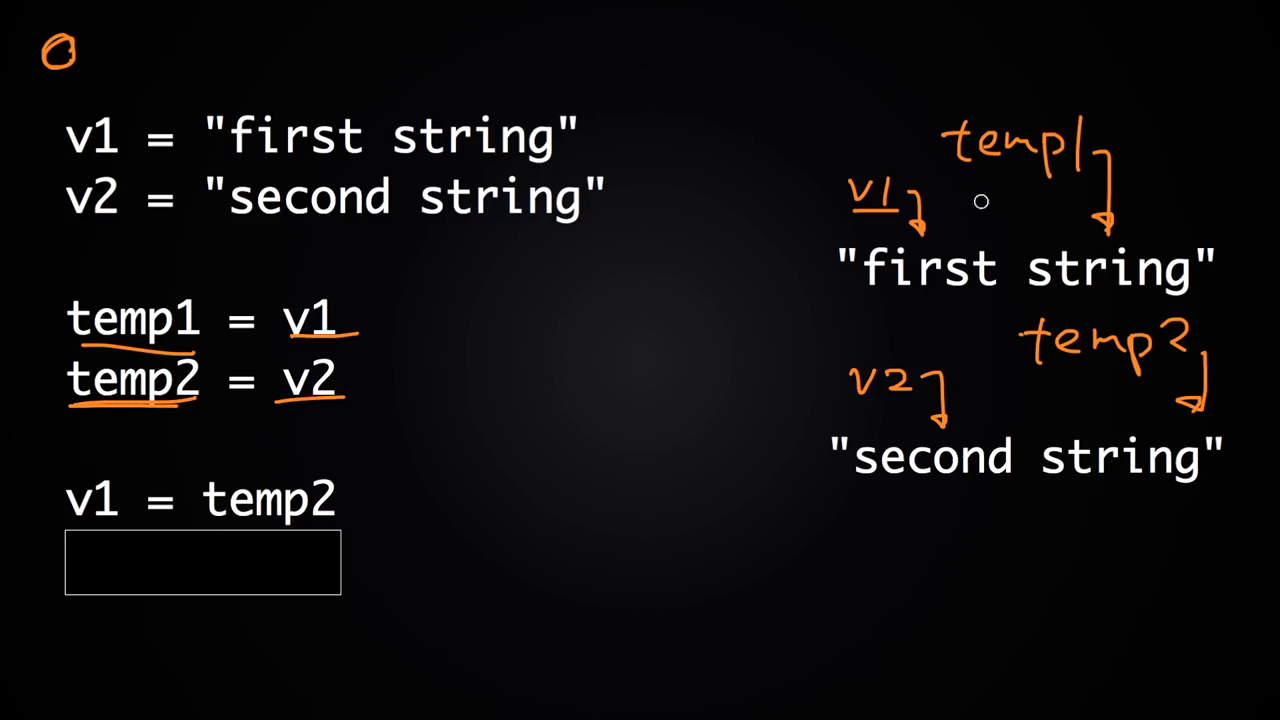 v1 = "first string"
v2 = "second string"
temp1 = v1
temp2 = v2
v1 = temp2
temp1
v1
"first string"
temp2
v2
"second string"